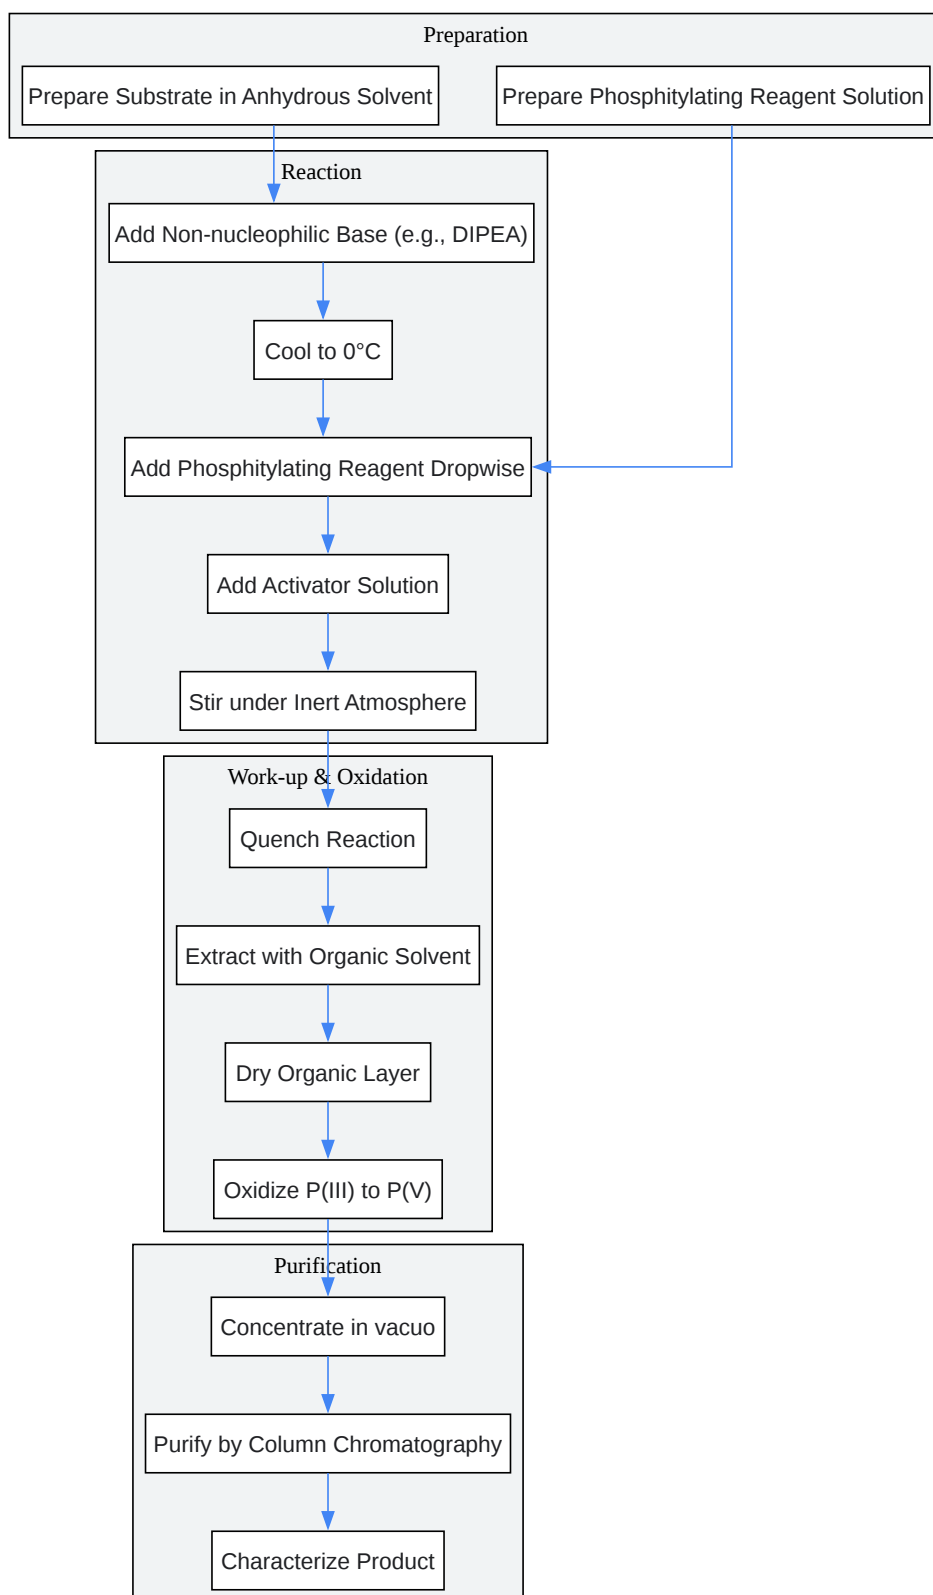 Preparation
Prepare Substrate in Anhydrous Solvent
Prepare Phosphitylating Reagent Solution
Reaction
Add Non-nucleophilic Base (e.g., DIPEA)
Cool to 0°C
Add Phosphitylating Reagent Dropwise
Add Activator Solution
Stir under Inert Atmosphere
Work-up & Oxidation
Quench Reaction
Extract with Organic Solvent
Dry Organic Layer
Oxidize P(III) to P(V)
Purification
Concentrate in vacuo
Purify by Column Chromatography
Characterize Product